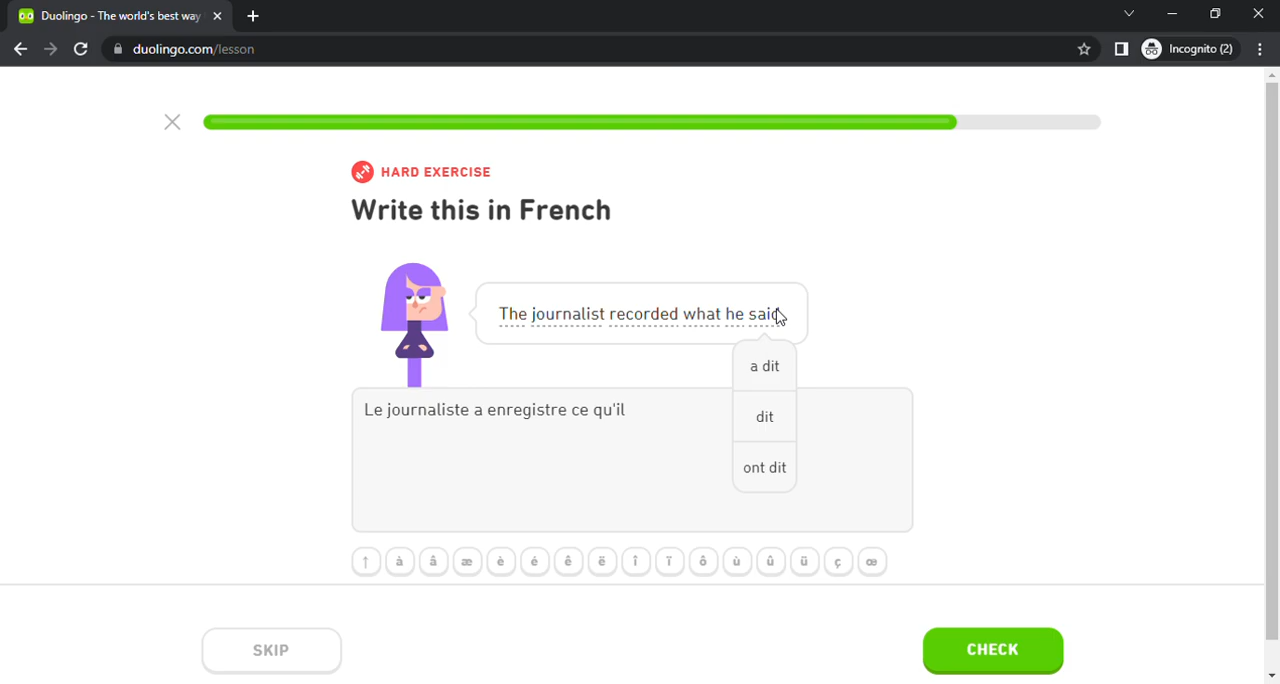 Duolingo - The world's best way
duolingo.com/lesson
Incognito (2)
HARD EXERCISE
Write this in French
The journalist recorded what he said
a dit
Le journaliste a enregistre ce qu'il
dit
ont dit
↑ à â æ è é ê ë î ï ô ù û ü ç œ
SKIP
CHECK